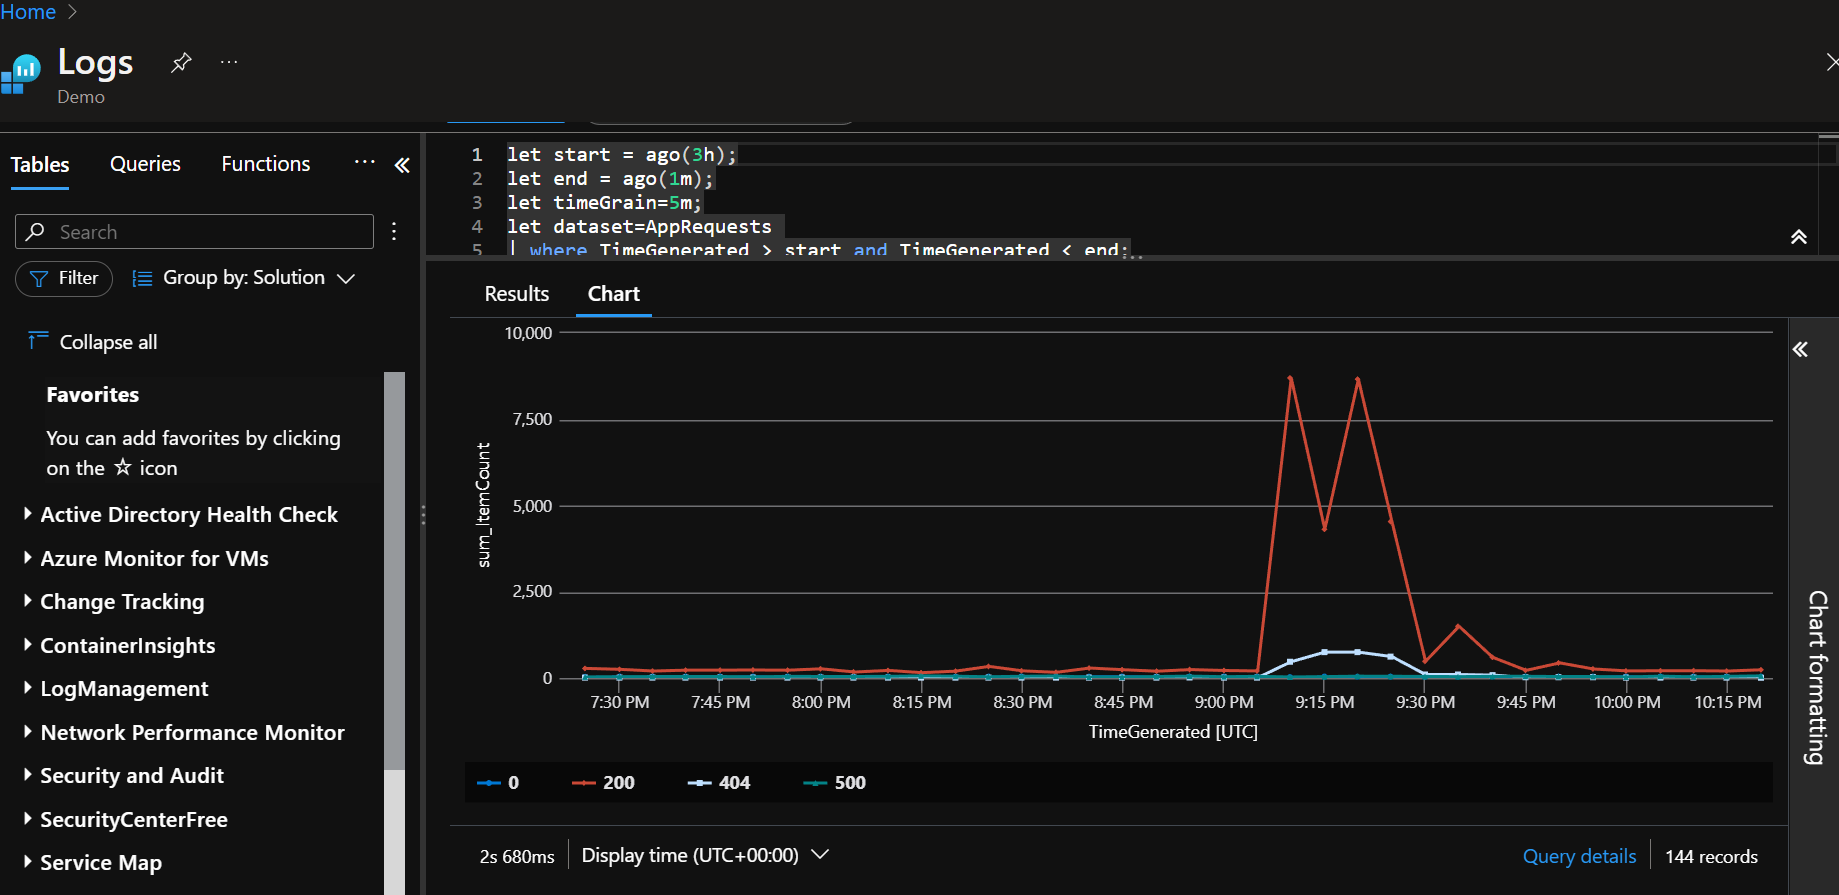 Home
Logs
Demo
Tables Queries Functions
Search
Filter Group by: Solution
Collapse all
Favorites
You can add favorites by clicking
on the ☆ icon
Active Directory Health Check
Azure Monitor for VMs
Change Tracking
ContainerInsights
LogManagement
Network Performance Monitor
Security and Audit
SecurityCenterFree
Service Map
1 let start = ago(3h);
2 let end = ago(1m);
3 let timeGrain=5m;
4 let dataset=AppRequests
5 | where TimeGenerated > start and TimeGenerated < end;
Results Chart
10,000
7,500
5,000
2,500
0
sum_ItemCount
7:30 PM 7:45 PM 8:00 PM 8:15 PM 8:30 PM 8:45 PM 9:00 PM 9:15 PM 9:30 PM 9:45 PM 10:00 PM 10:15 PM
TimeGenerated [UTC]
0 200 404 500
2s 680ms Display time (UTC+00:00) Query details 144 records
Chart formatting